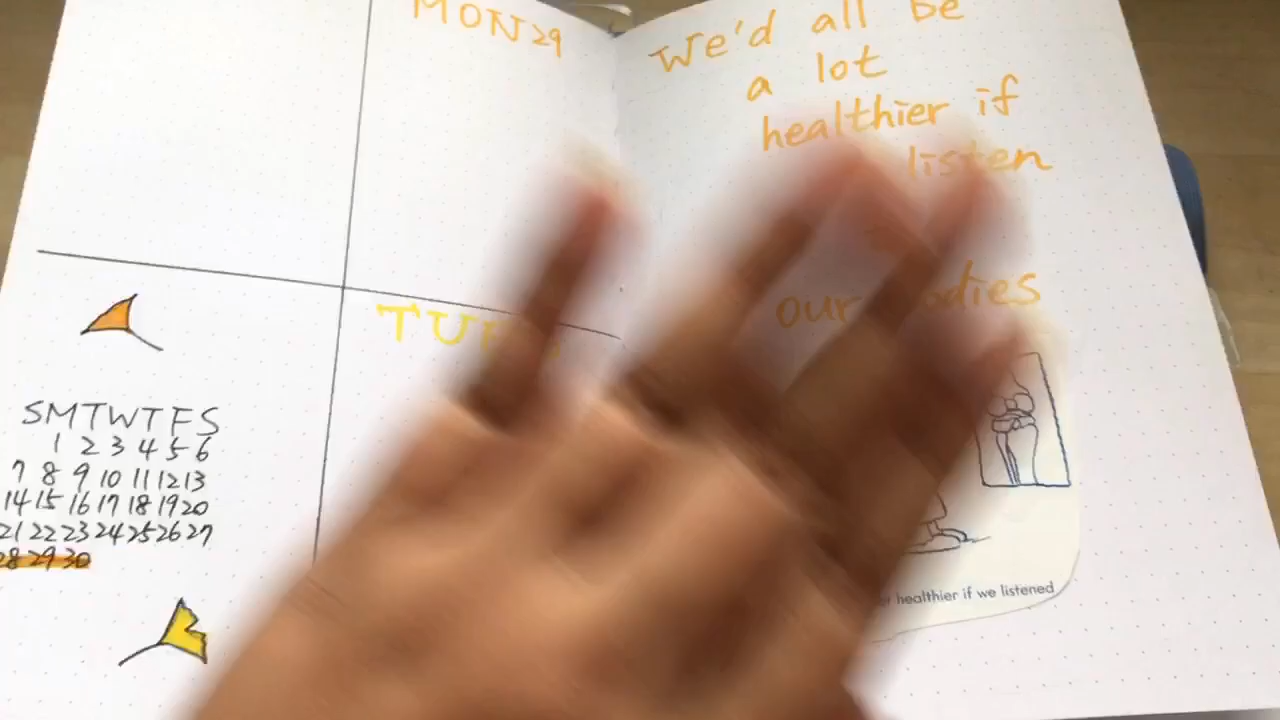 MON 29
SMTWTFS
1 2 3 4 5 6
7 8 9 10 11 12 13
14 15 16 17 18 19 20
21 22 23 24 25 26 27
28 29 30
We'd all be
a lot
healthier if
listen
our
healthier if we listened